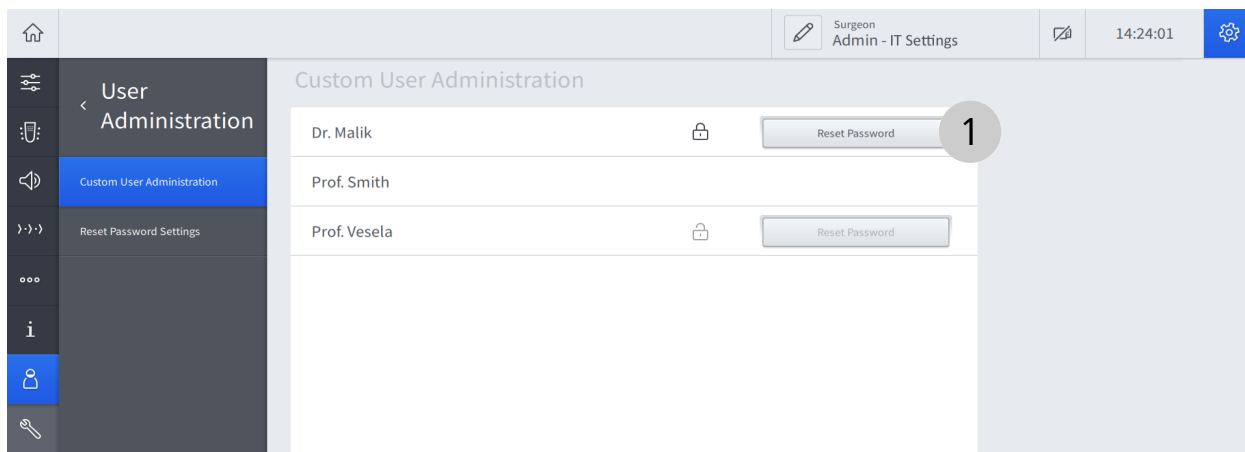 Surgeon
Admin - IT Settings
14:24:01
User
Administration
Custom User Administration
Reset Password Settings
Custom User Administration
Dr. Malik
Reset Password
1
Prof. Smith
Prof. Vesela
Reset Password